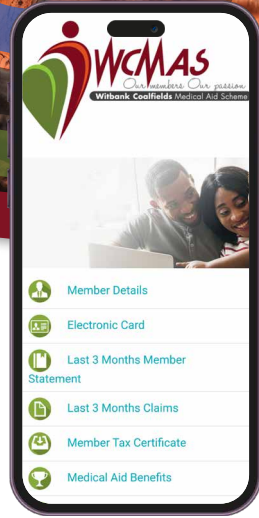 WCMAS
Our members Our passion
Witbank Coalfields Medical Aid Scheme
Member Details
Electronic Card
Last 3 Months Member
Statement
Last 3 Months Claims
Member Tax Certificate
Medical Aid Benefits